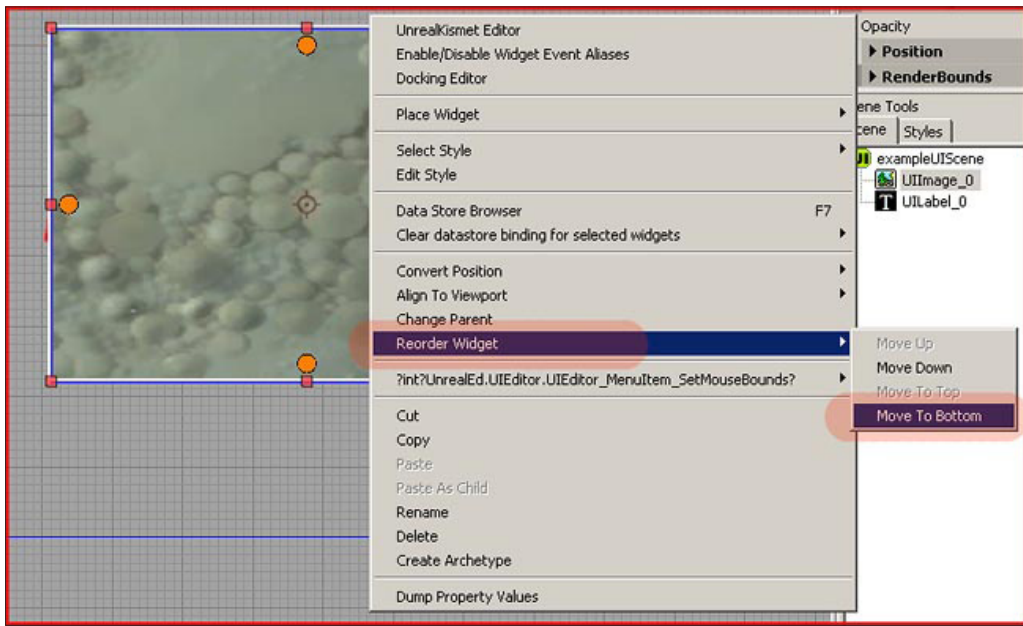 UnrealKismet Editor
Enable/Disable Widget Event Aliases
Docking Editor
Place Widget
Select Style
Edit Style
Data Store Browser F7
Clear datastore binding for selected widgets
Convert Position
Align To Viewport
Change Parent
Reorder Widget
?int?UnrealEd.UIEditor.UIEditor_MenuItem_SetMouseBounds?
Cut
Copy
Paste
Paste As Child
Rename
Delete
Create Archetype
Dump Property Values
Move Up
Move Down
Move To Top
Move To Bottom
Opacity
Position
RenderBounds
ene Tools
cene Styles
UI exampleUIScene
UIImage_0
T UILabel_0